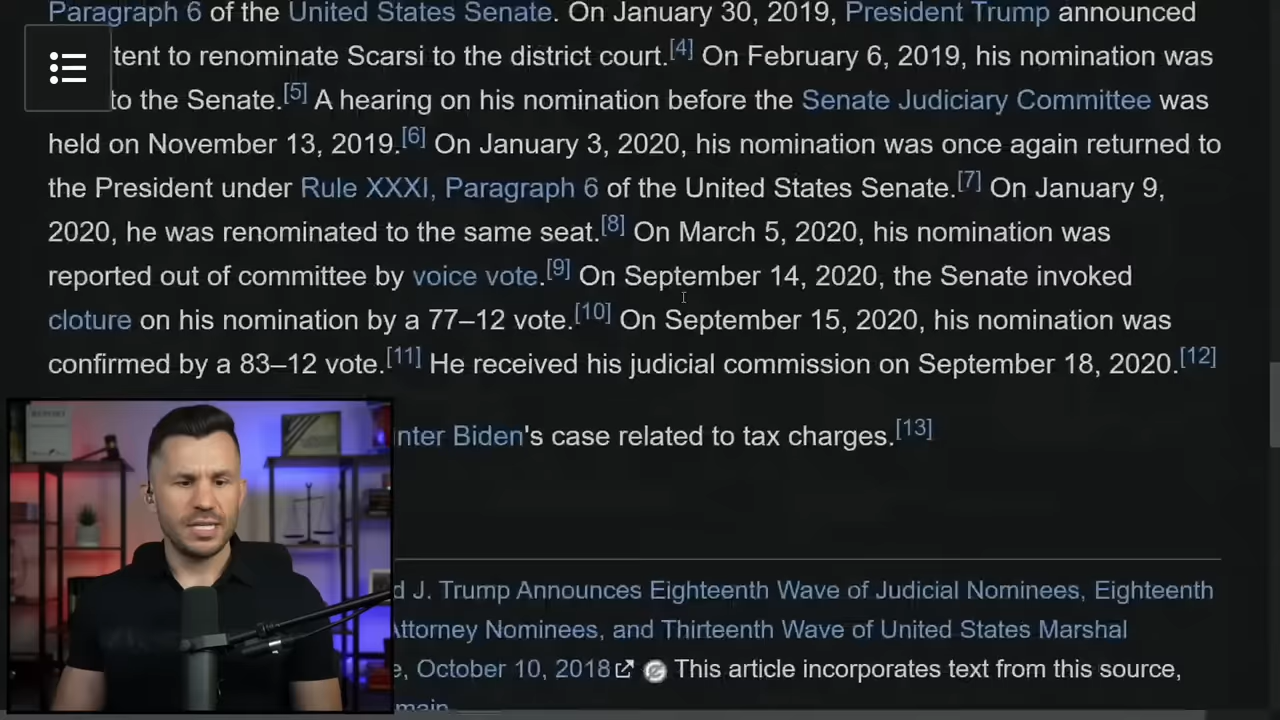 Paragraph 6 of the United States Senate. On January 30, 2019, President Trump announced
tent to renominate Scarsi to the district court.[4] On February 6, 2019, his nomination was
to the Senate.[5] A hearing on his nomination before the Senate Judiciary Committee was
held on November 13, 2019.[6] On January 3, 2020, his nomination was once again returned to
the President under Rule XXXI, Paragraph 6 of the United States Senate.[7] On January 9,
2020, he was renominated to the same seat.[8] On March 5, 2020, his nomination was
reported out of committee by voice vote.[9] On September 14, 2020, the Senate invoked
cloture on his nomination by a 77–12 vote.[10] On September 15, 2020, his nomination was
confirmed by a 83–12 vote.[11] He received his judicial commission on September 18, 2020.[12]
nter Biden's case related to tax charges.[13]
d J. Trump Announces Eighteenth Wave of Judicial Nominees, Eighteenth
Attorney Nominees, and Thirteenth Wave of United States Marshal
e, October 10, 2018 This article incorporates text from this source,
main